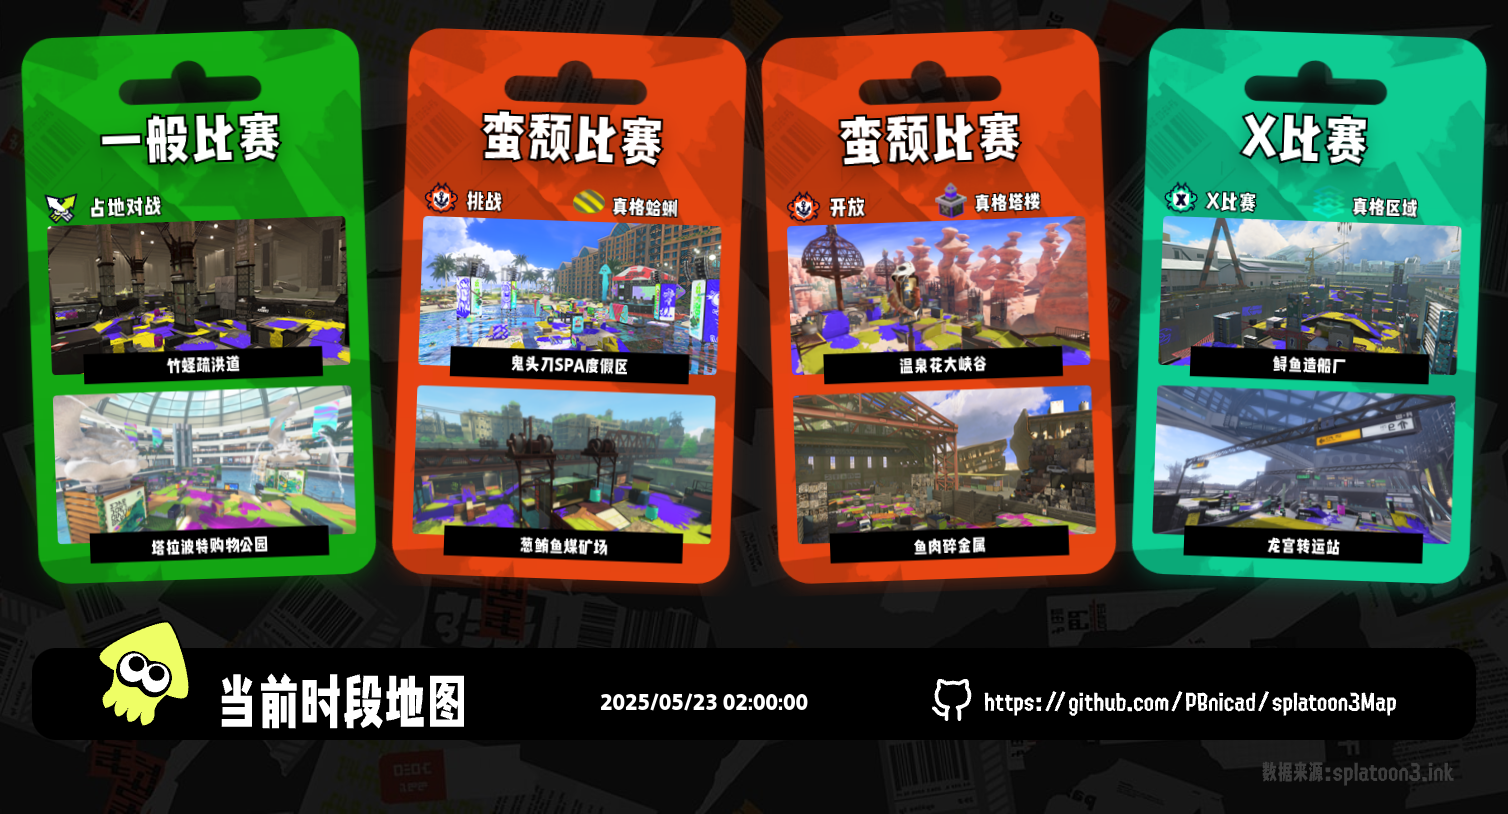 一般比赛
占地对战
竹蛏疏洪道
塔拉波特购物公园
蛮颓比赛
挑战
真格蛤蜊
鬼头刀SPA度假区
葱鲔鱼煤矿场
蛮颓比赛
开放
真格塔楼
温泉花大峡谷
鱼肉碎金属
X比赛
X比赛
真格区域
鲟鱼造船厂
龙宫转运站
当前时段地图
2025/05/23 02:00:00
https://github.com/PBnicad/splatoon3Map
数据来源:splatoon3.ink